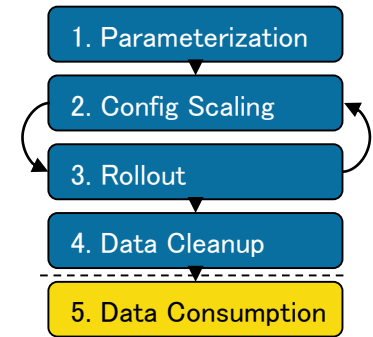 1. Parameterization
2. Config Scaling
3. Rollout
4. Data Cleanup
5. Data Consumption